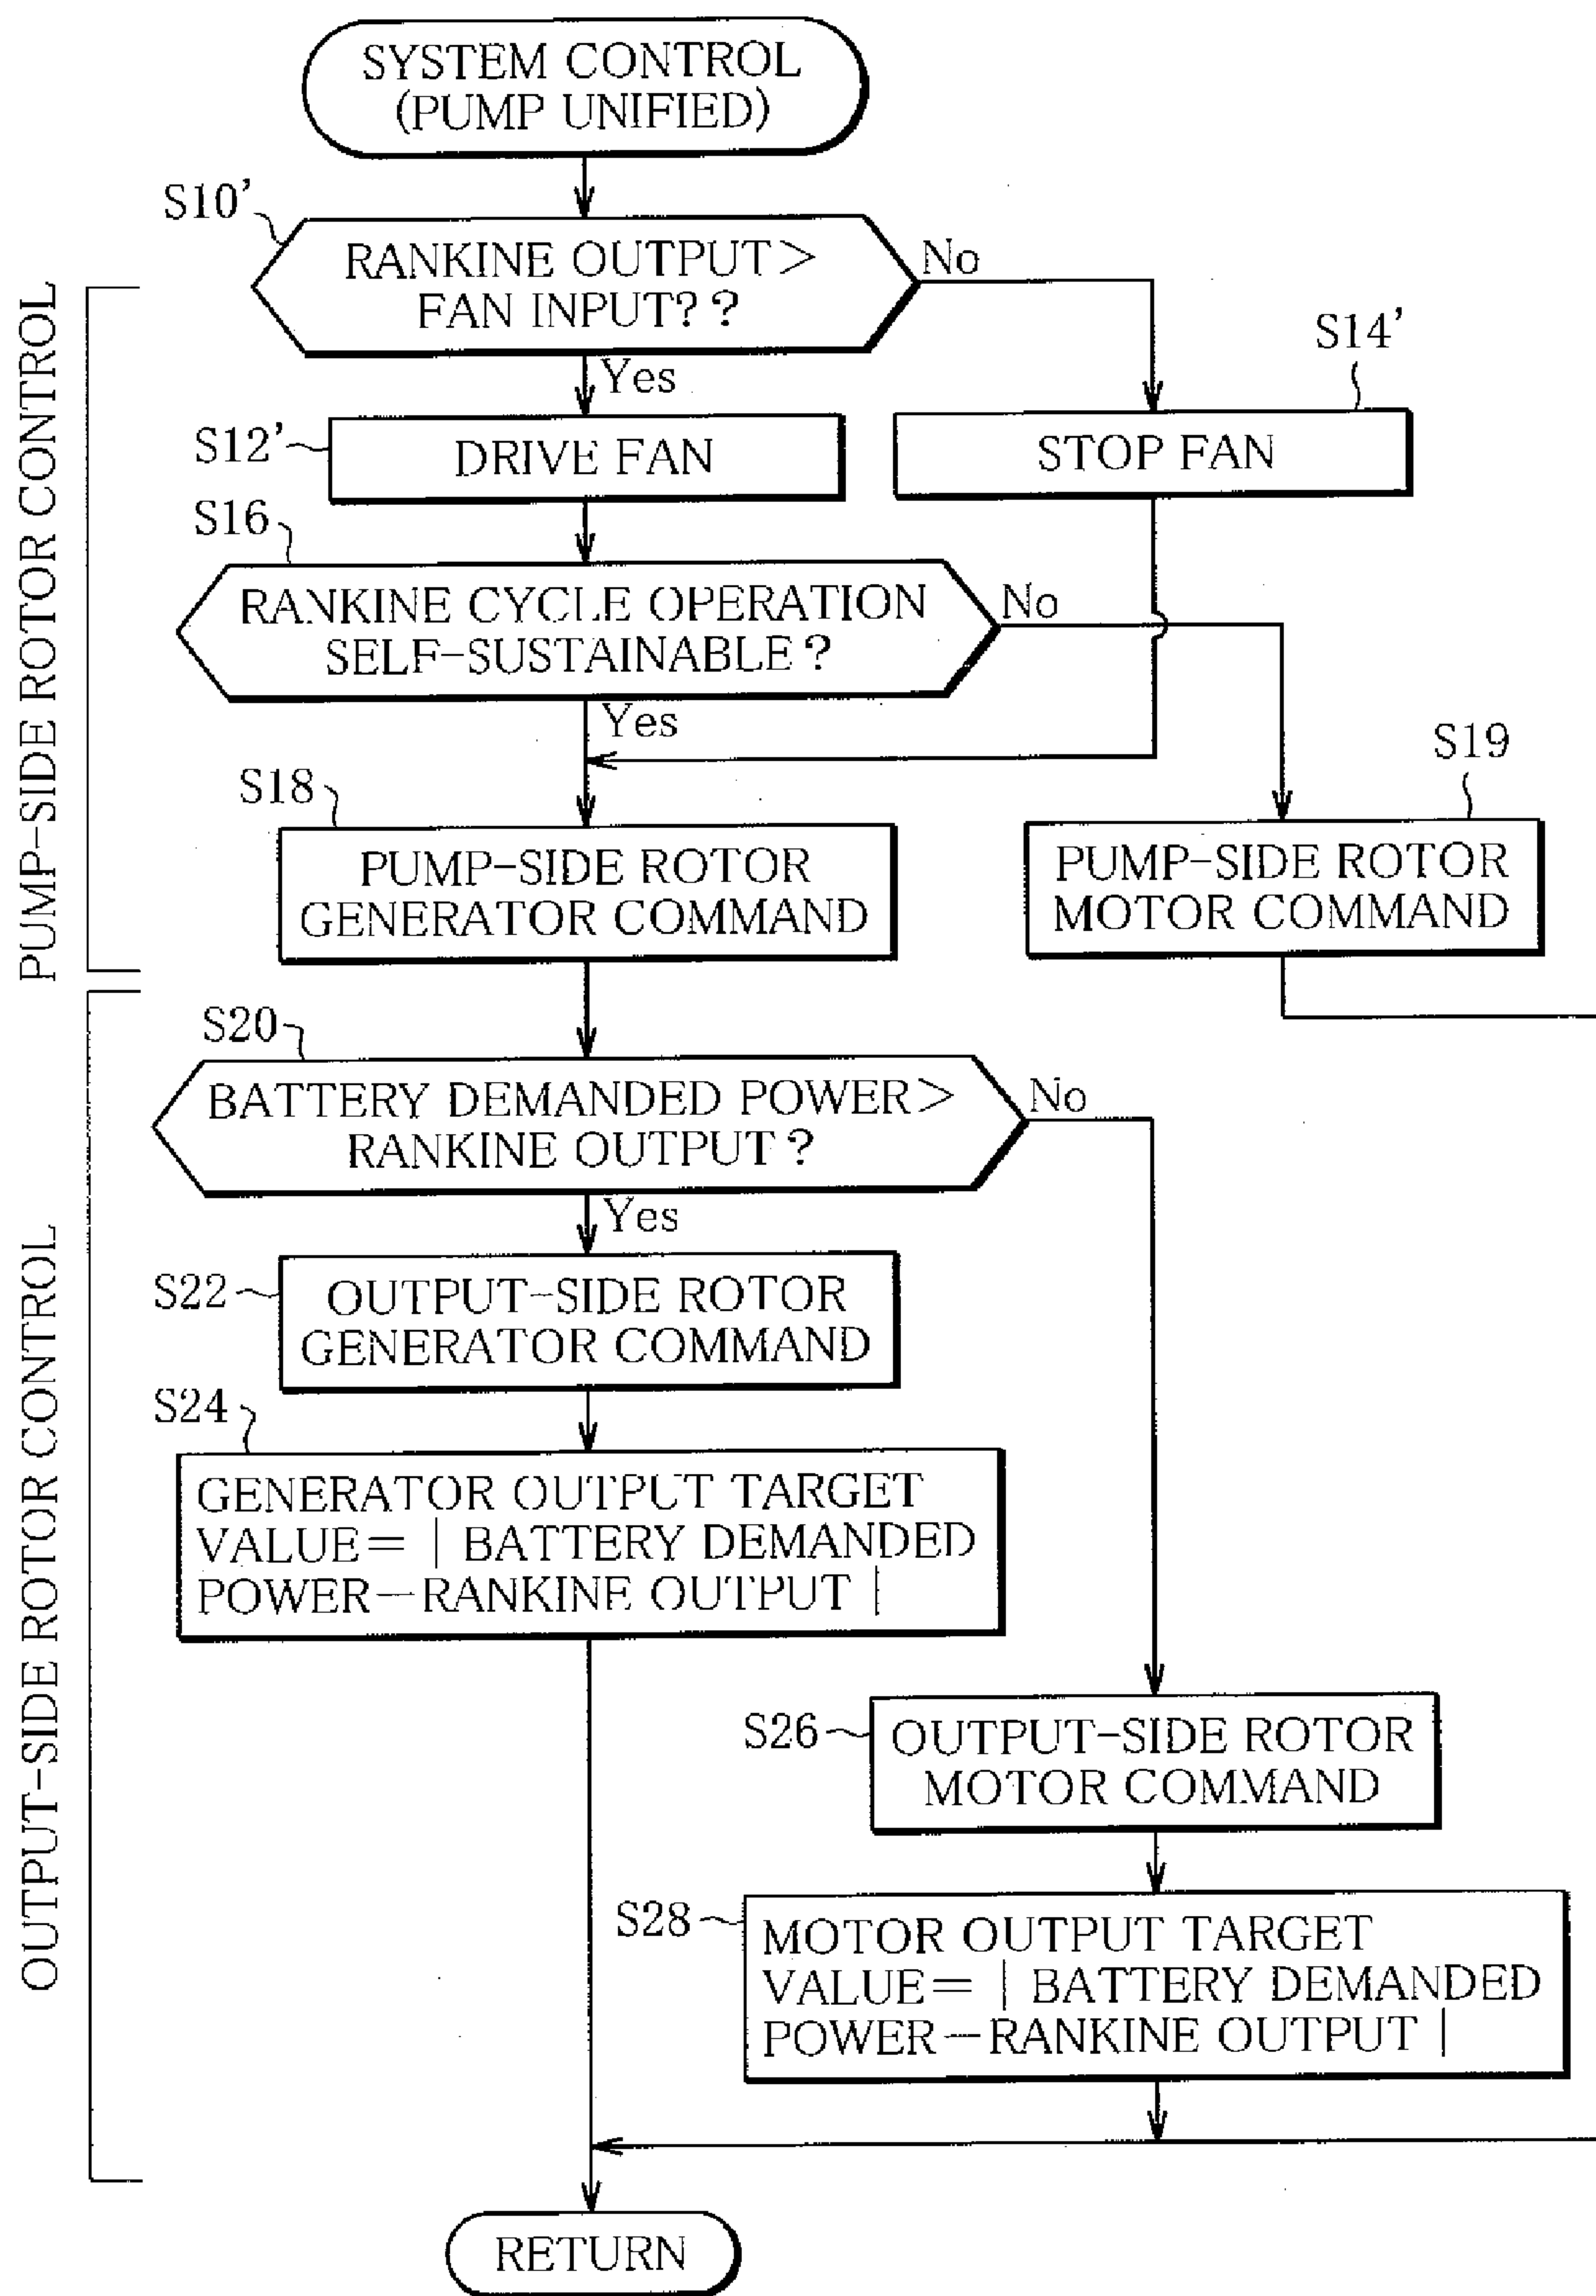 SYSTEM CONTROL
(PUMP UNIFIED)
S10’
RANKINE OUTPUT>
FAN INPUT??
No
Yes
S12’
DRIVE FAN
S14’
STOP FAN
S16
RANKINE CYCLE OPERATION
SELF-SUSTAINABLE?
No
Yes
S18
PUMP-SIDE ROTOR
GENERATOR COMMAND
S19
PUMP-SIDE ROTOR
MOTOR COMMAND
PUMP-SIDE ROTOR CONTROL
S20
BATTERY DEMANDED POWER>
RANKINE OUTPUT?
No
Yes
S22
OUTPUT-SIDE ROTOR
GENERATOR COMMAND
S24
GENERATOR OUTPUT TARGET
VALUE=|BATTERY DEMANDED
POWER-RANKINE OUTPUT|
S26
OUTPUT-SIDE ROTOR
MOTOR COMMAND
S28
MOTOR OUTPUT TARGET
VALUE=|BATTERY DEMANDED
POWER-RANKINE OUTPUT|
OUTPUT-SIDE ROTOR CONTROL
RETURN